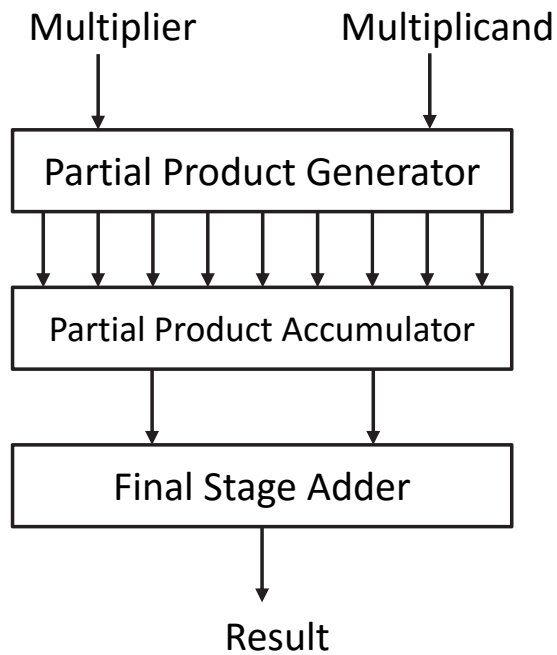 Multiplier
Multiplicand
Partial Product Generator
Partial Product Accumulator
Final Stage Adder
Result